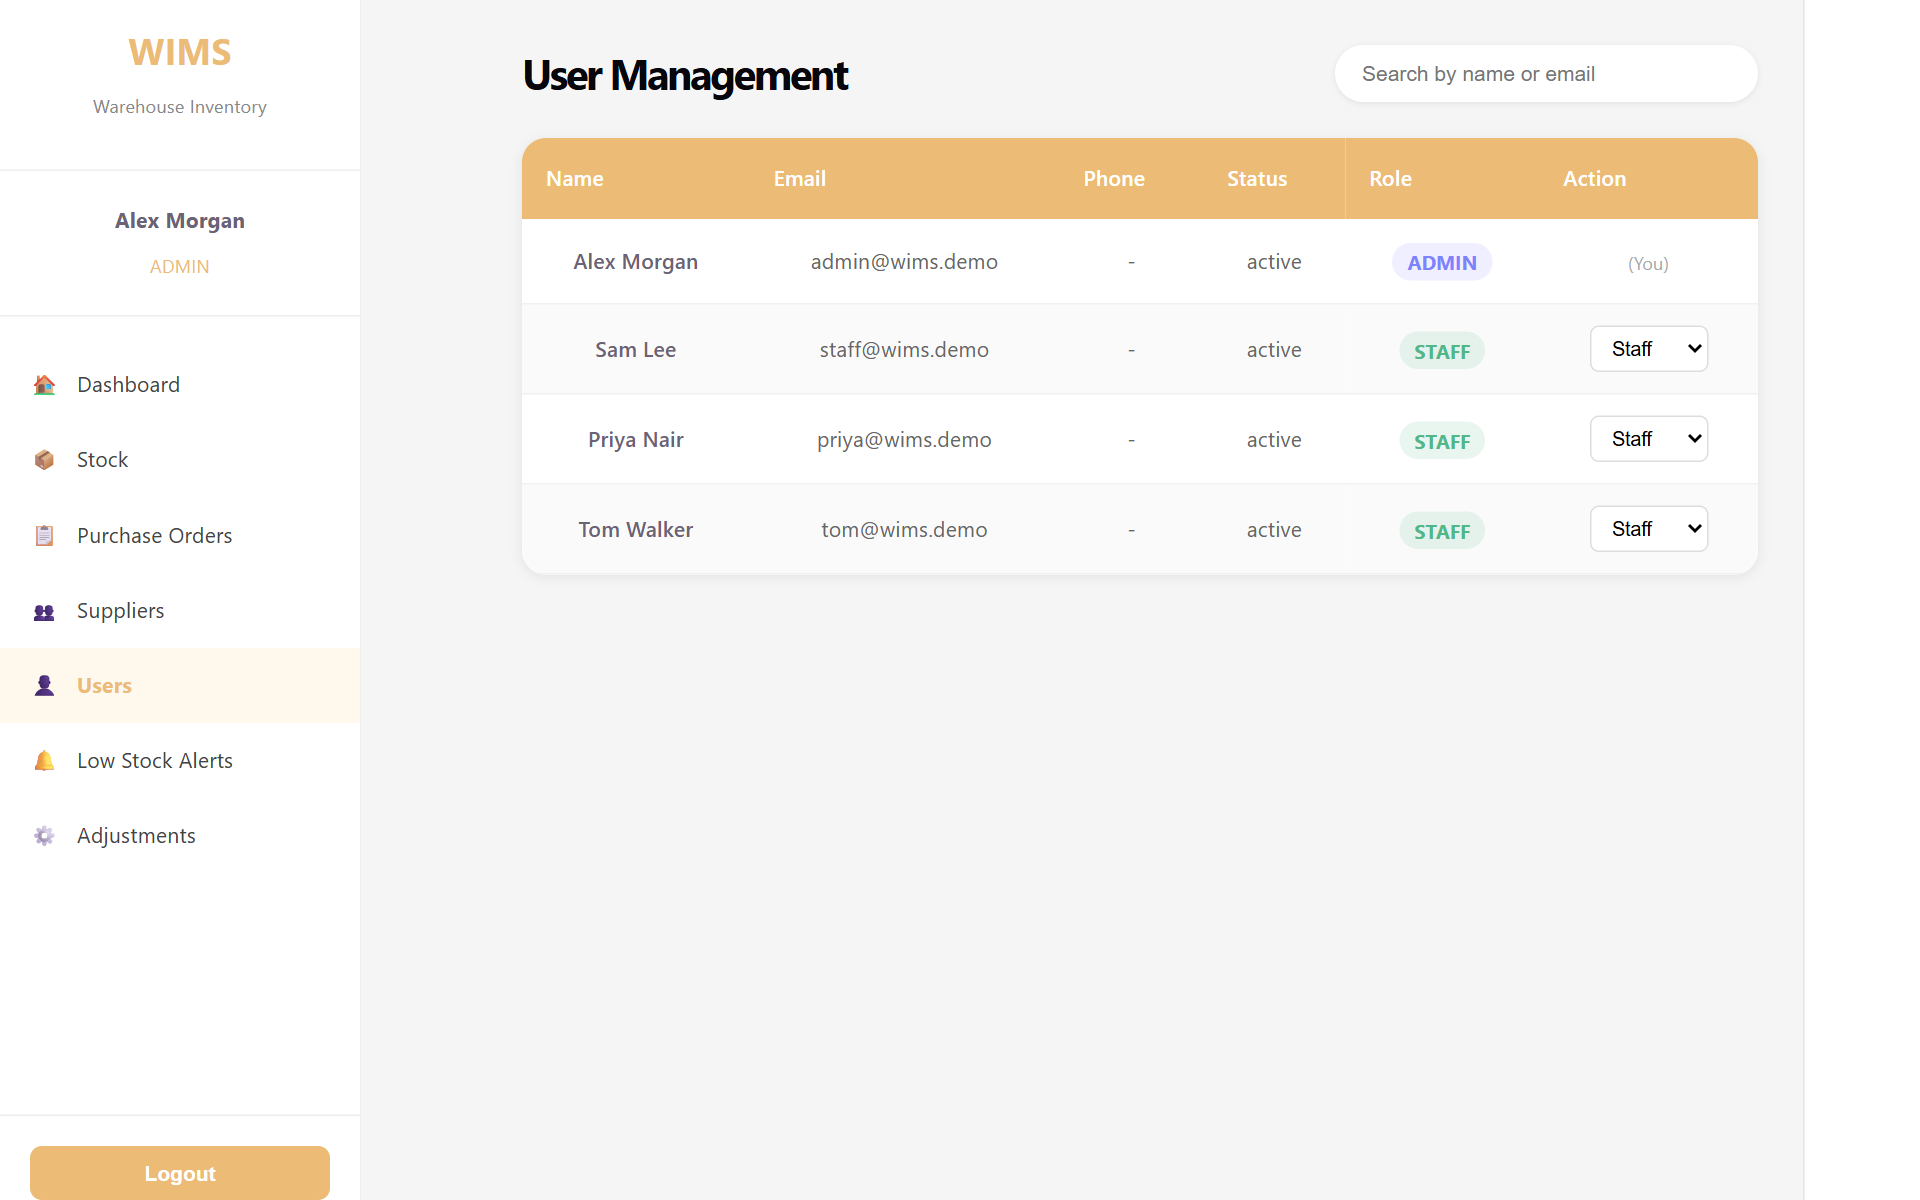 WIMS
Warehouse Inventory
Alex Morgan
ADMIN
Dashboard
Stock
Purchase Orders
Suppliers
Users
Low Stock Alerts
Adjustments
Logout
User Management
Search by name or email
Name Email Phone Status Role Action
Alex Morgan admin@wims.demo - active ADMIN (You)
Sam Lee staff@wims.demo - active STAFF Staff
Priya Nair priya@wims.demo - active STAFF Staff
Tom Walker tom@wims.demo - active STAFF Staff